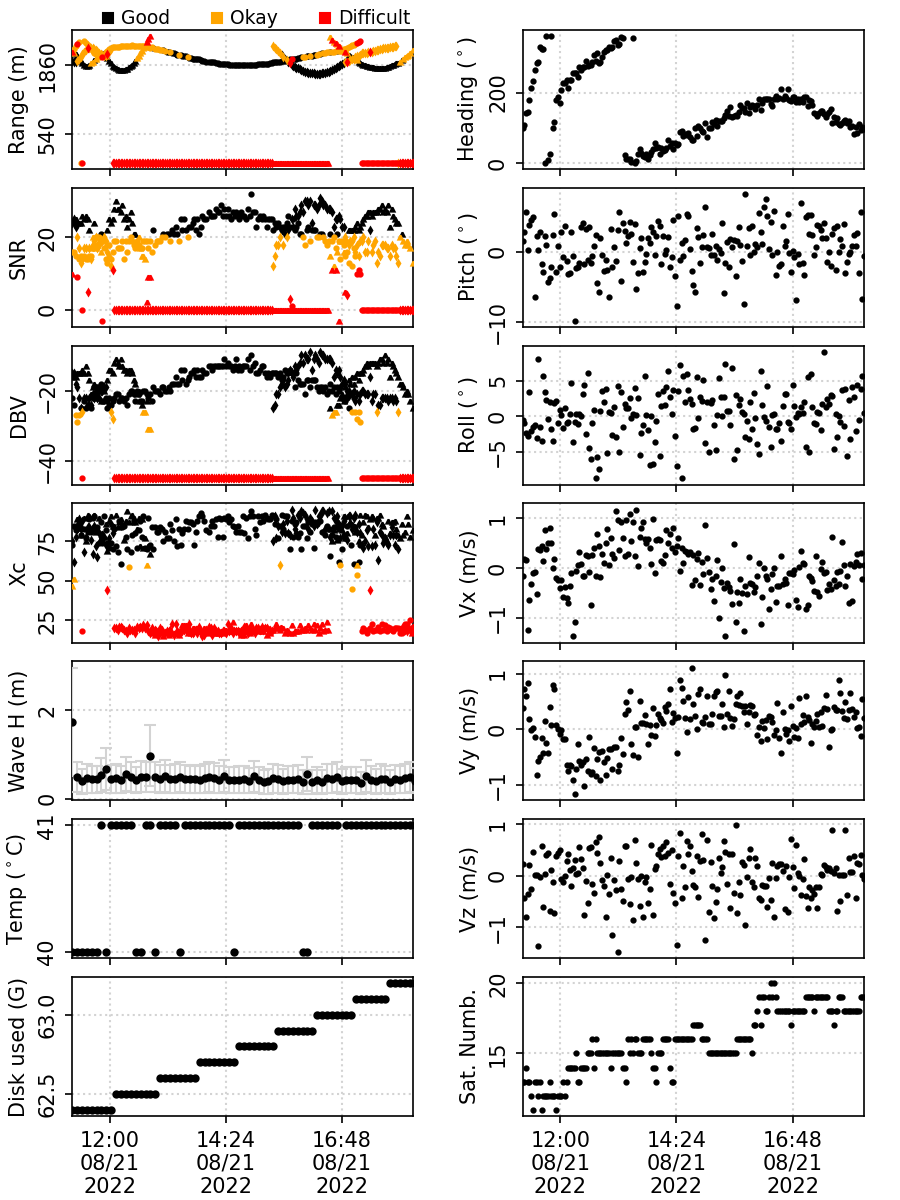 Good Okay Difficult
Range (m)
1860
540
Heading (°)
200
0
SNR
20
0
Pitch (°)
0
−10
DBV
−20
−40
Roll (°)
5
0
−5
Xc
75
50
25
Vx (m/s)
1
0
−1
Wave H (m)
2
0
Vy (m/s)
1
0
−1
Temp (°C)
41
40
Vz (m/s)
1
0
−1
Disk used (G)
63.0
62.5
Sat. Numb.
20
15
12:00 14:24 16:48 12:00 14:24 16:48
08/21 08/21 08/21 08/21 08/21 08/21
2022 2022 2022 2022 2022 2022